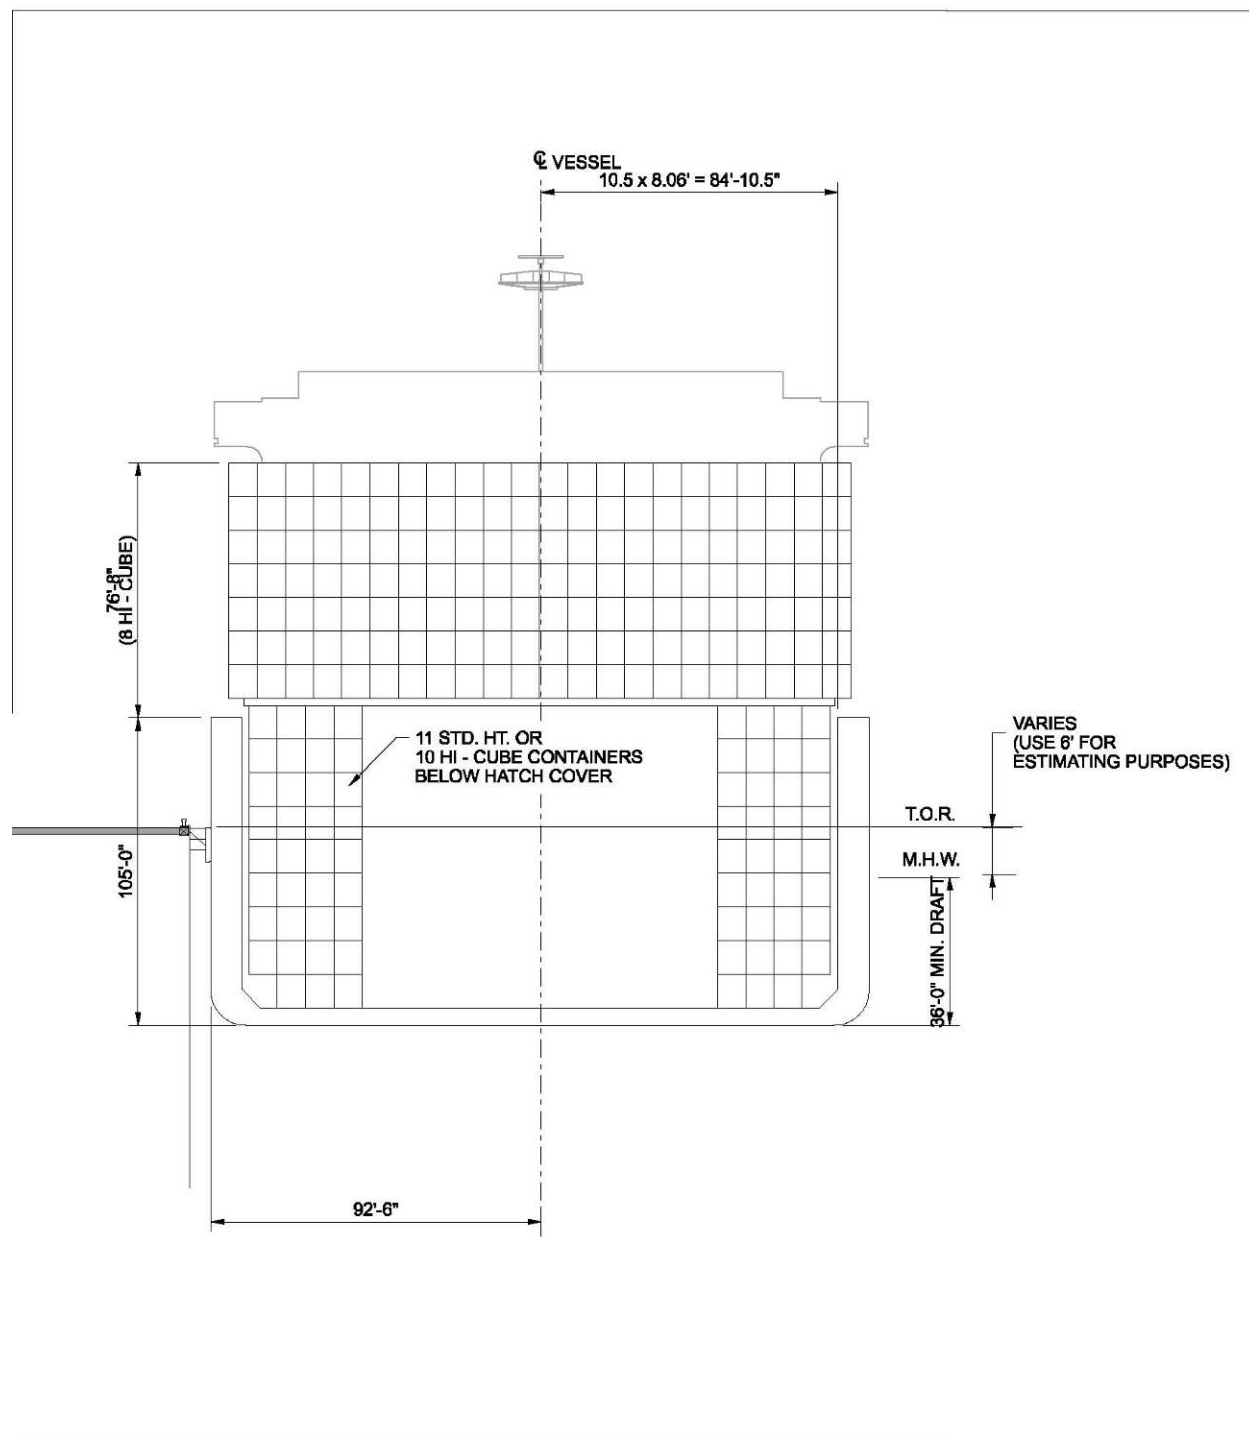 ℄ VESSEL
10.5 x 8.06' = 84'-10.5"
76'-8"
(8 HI - CUBE)
11 STD. HT. OR
10 HI - CUBE CONTAINERS
BELOW HATCH COVER
VARIES
(USE 6' FOR
ESTIMATING PURPOSES)
T.O.R.
M.H.W.
105'-0"
36'-0" MIN. DRAFT
92'-6"